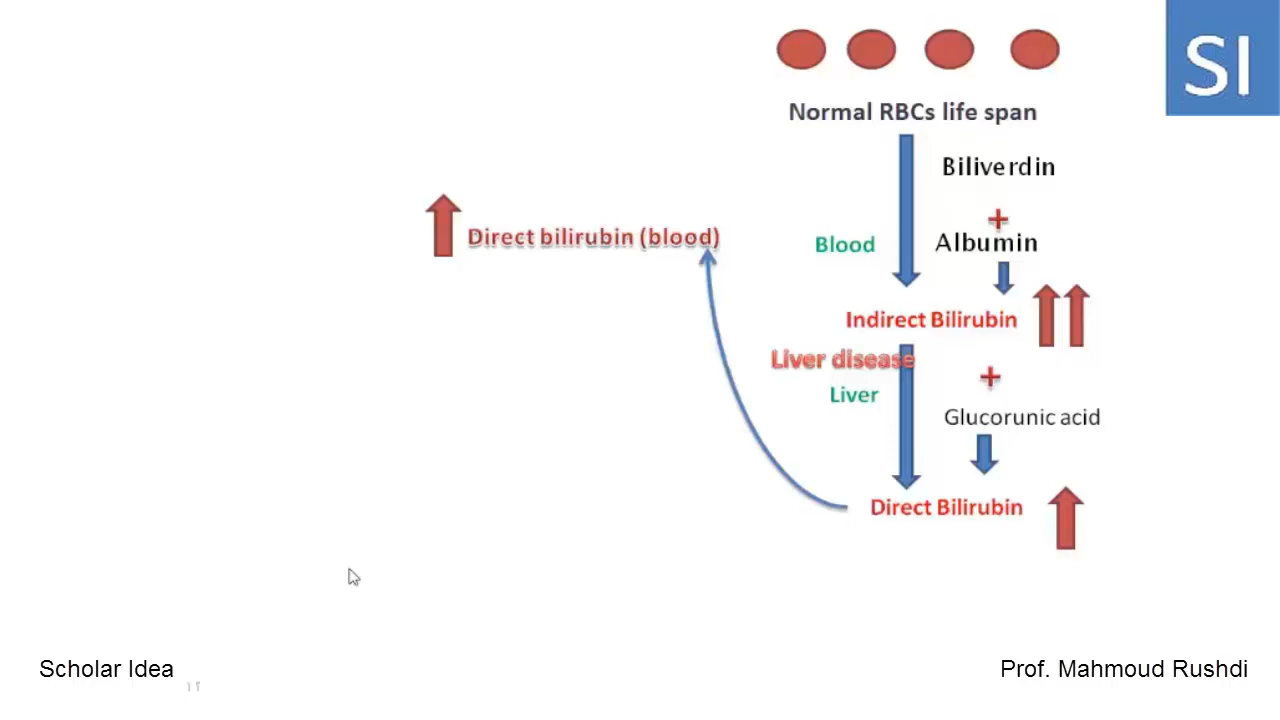 SI
Normal RBCs life span
Biliverdin
+
Direct bilirubin (blood)
Blood
Albumin
Indirect Bilirubin
Liver disease
+
Liver
Glucorunic acid
Direct Bilirubin
Scholar Idea
Prof. Mahmoud Rushdi
١٢